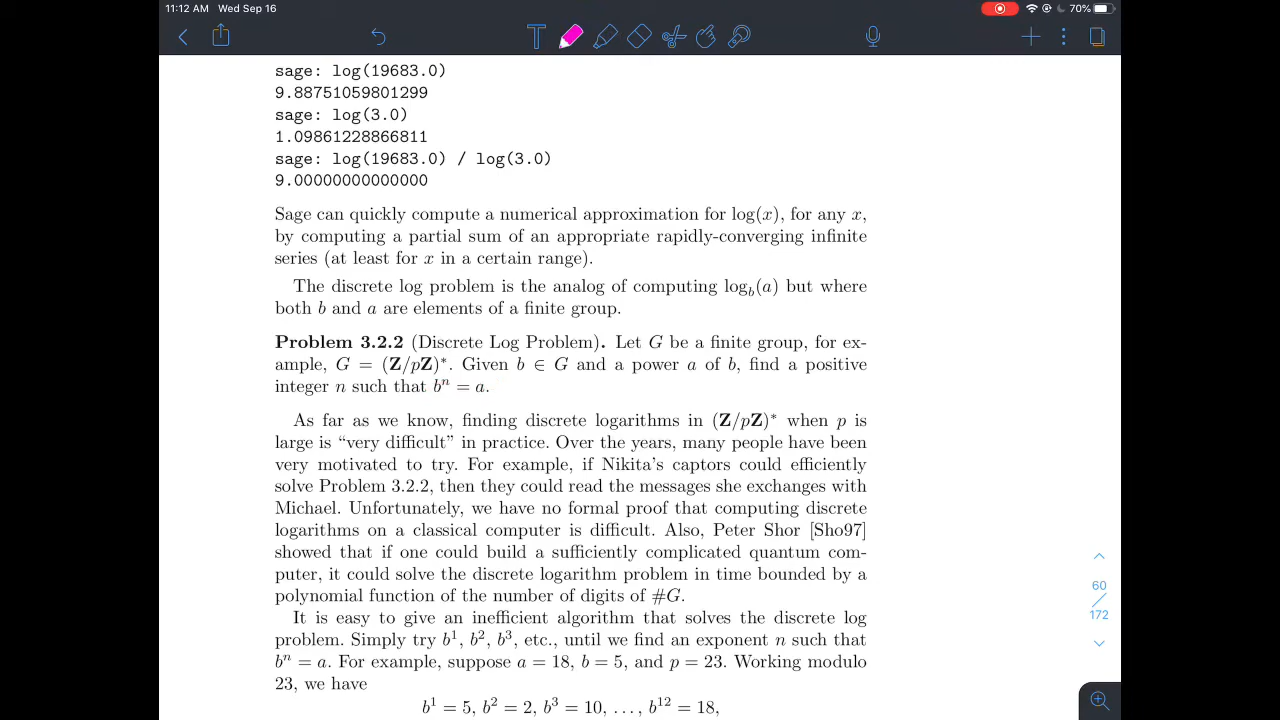 11:12 AM Wed Sep 16
70%
T
sage: log(19683.0)
9.88751059801299
sage: log(3.0)
1.09861228866811
sage: log(19683.0) / log(3.0)
9.00000000000000
Sage can quickly compute a numerical approximation for log(x), for any x,
by computing a partial sum of an appropriate rapidly-converging infinite
series (at least for x in a certain range).
The discrete log problem is the analog of computing log_b(a) but where
both b and a are elements of a finite group.
Problem 3.2.2 (Discrete Log Problem). Let G be a finite group, for ex-
ample, G = (Z/pZ)*. Given b ∈ G and a power a of b, find a positive
integer n such that bⁿ = a.
As far as we know, finding discrete logarithms in (Z/pZ)* when p is
large is “very difficult” in practice. Over the years, many people have been
very motivated to try. For example, if Nikita’s captors could efficiently
solve Problem 3.2.2, then they could read the messages she exchanges with
Michael. Unfortunately, we have no formal proof that computing discrete
logarithms on a classical computer is difficult. Also, Peter Shor [Sho97]
showed that if one could build a sufficiently complicated quantum com-
puter, it could solve the discrete logarithm problem in time bounded by a
polynomial function of the number of digits of #G.
It is easy to give an inefficient algorithm that solves the discrete log
problem. Simply try b¹, b², b³, etc., until we find an exponent n such that
bⁿ = a. For example, suppose a = 18, b = 5, and p = 23. Working modulo
23, we have
b¹ = 5, b² = 2, b³ = 10, . . . , b¹² = 18,
60
172